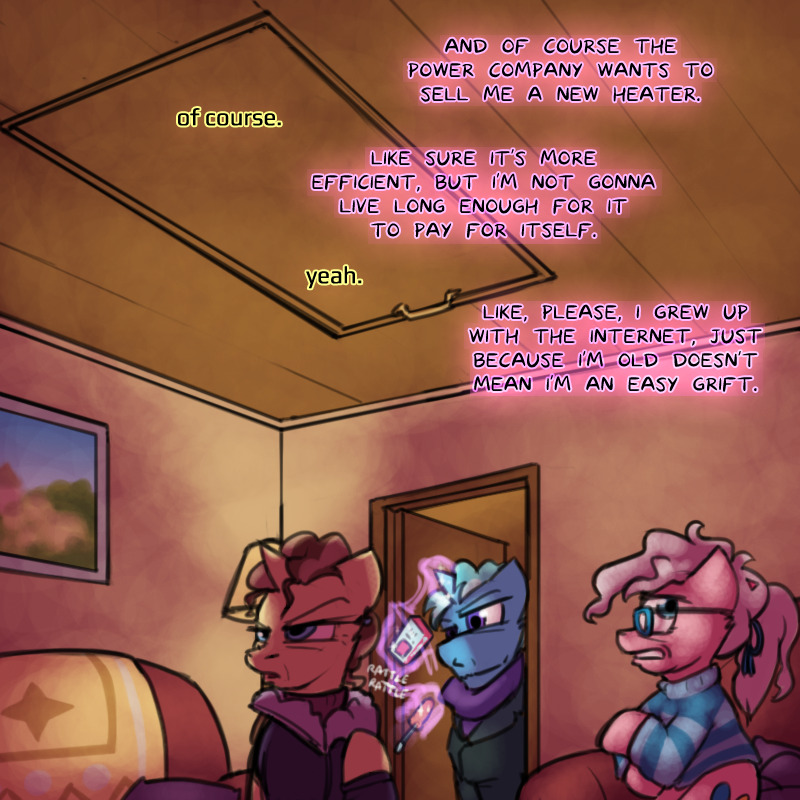 AND OF COURSE THE
POWER COMPANY WANTS TO
SELL ME A NEW HEATER.
of course.
LIKE SURE IT'S MORE
EFFICIENT, BUT I'M NOT GONNA
LIVE LONG ENOUGH FOR IT
TO PAY FOR ITSELF.
yeah.
LIKE, PLEASE, I GREW UP
WITH THE INTERNET, JUST
BECAUSE I'M OLD DOESN'T
MEAN I'M AN EASY GRIFT.
RATTLE
RATTLE